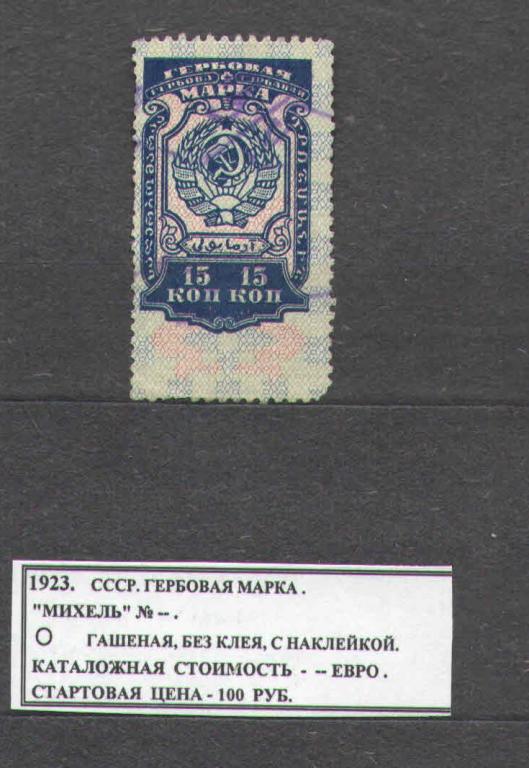 ГЕРБОВАЯ
МАРКА
15 15
КОП КОП
1923. СССР. ГЕРБОВАЯ МАРКА .
"МИХЕЛЬ" № -- .
ГАШЕНАЯ, БЕЗ КЛЕЯ, С НАКЛЕЙКОЙ.
КАТАЛОЖНАЯ СТОИМОСТЬ - -- ЕВРО .
СТАРТОВАЯ ЦЕНА - 100 РУБ.